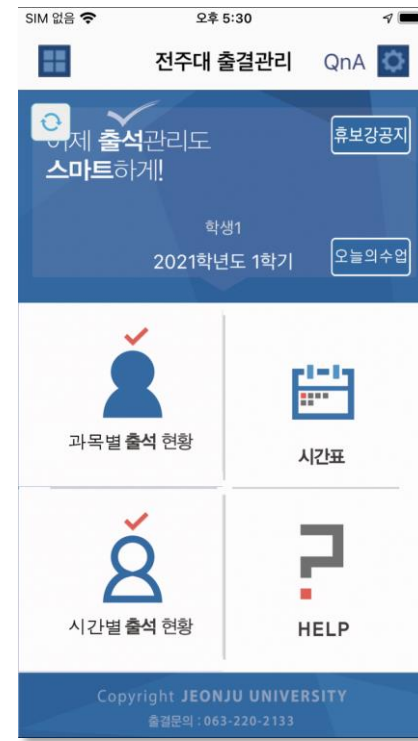 SIM 없음 오후 5:30
전주대 출결관리 QnA
이제 출석관리도 휴보강공지
스마트하게!
학생1
2021학년도 1학기 오늘의수업
과목별 출석 현황 시간표
시간별 출석 현황 HELP
Copyright JEONJU UNIVERSITY
출결문의 : 063-220-2133